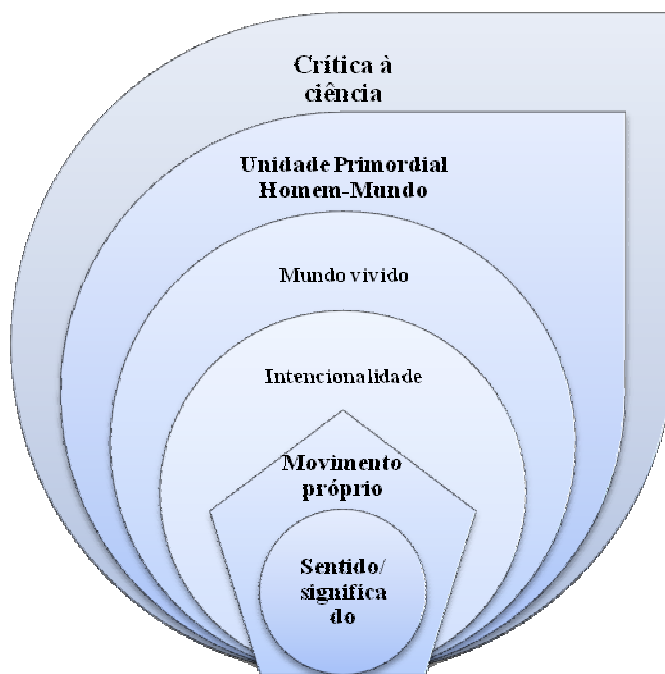 Crítica à
ciência
Unidade Primordial
Homem-Mundo
Mundo vivido
Intencionalidade
Movimento
próprio
Sentido/
significa
do